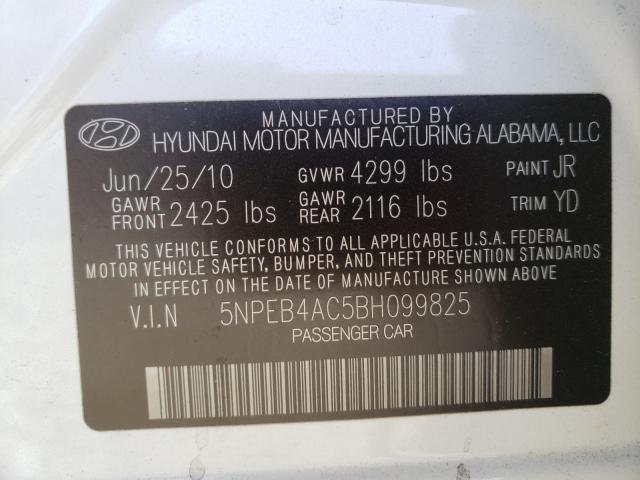 MANUFACTURED BY
HYUNDAI MOTOR MANUFACTURING ALABAMA, LLC
Jun/25/10 GVWR 4299 lbs PAINT JR
GAWR FRONT 2425 lbs GAWR REAR 2116 lbs TRIM YD
THIS VEHICLE CONFORMS TO ALL APPLICABLE U.S.A. FEDERAL
MOTOR VEHICLE SAFETY, BUMPER, AND THEFT PREVENTION
STANDARDS IN EFFECT ON THE DATE OF MANUFACTURE SHOWN ABOVE.
V.I.N 5NPEB4AC5BH099825
PASSENGER CAR